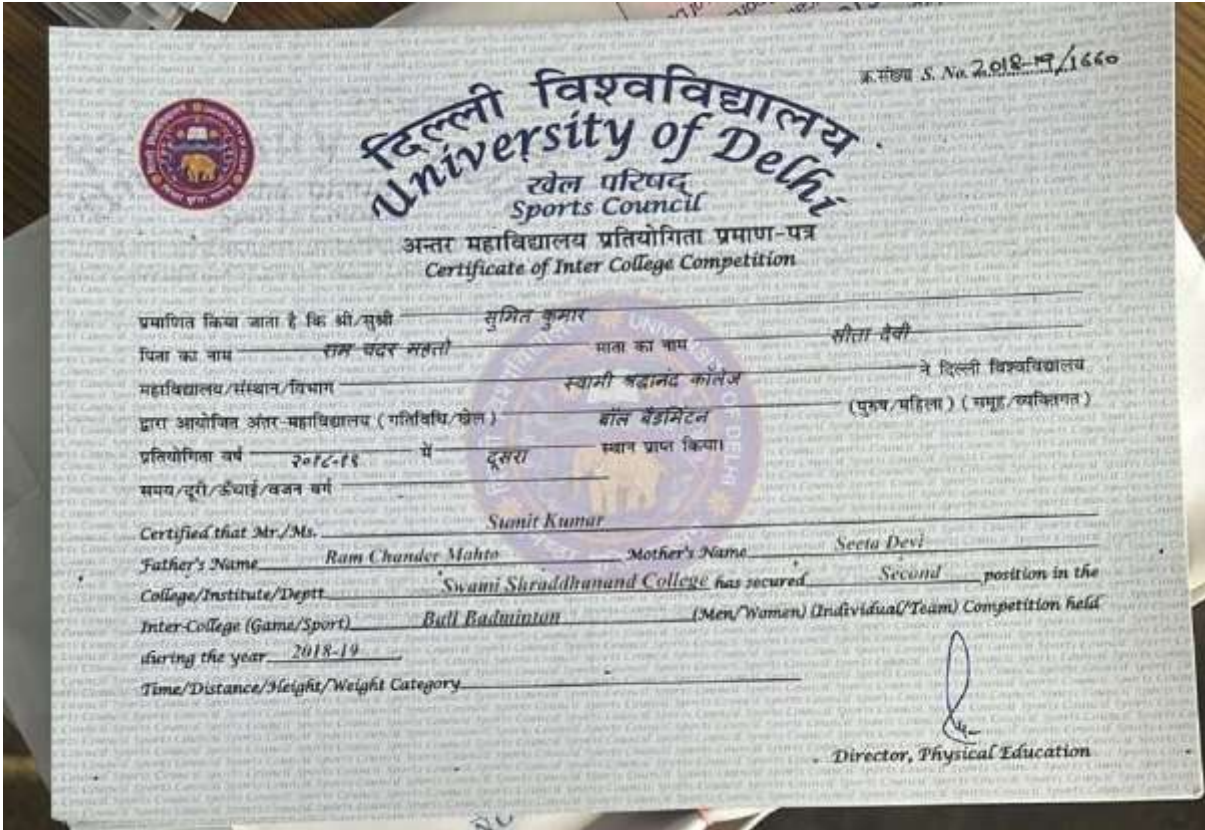 क्र.संख्या S. No. 2018-19/1660
दिल्ली विश्वविद्यालय
University of Delhi
खेल परिषद्
Sports Council
अन्तर महाविद्यालय प्रतियोगिता प्रमाण-पत्र
Certificate of Inter College Competition
प्रमाणित किया जाता है कि श्री/सुश्री सुमित कुमार
पिता का नाम राम चंदर महतो माता का नाम सीता देवी
महाविद्यालय/संस्थान/विभाग स्वामी श्रद्धानंद कॉलेज ने दिल्ली विश्वविद्यालय
द्वारा आयोजित अंतर-महाविद्यालय (गतिविधि/खेल) बॉल बैडमिंटन (पुरुष/महिला) (समूह/व्यक्तिगत)
प्रतियोगिता वर्ष २०१८-१९ में दूसरा स्थान प्राप्त किया।
समय/दूरी/ऊँचाई/वजन वर्ग
Certified that Mr./Ms. Sumit Kumar
Father's Name Ram Chander Mahto Mother's Name Seeta Devi
College/Institute/Deptt. Swami Shraddhanand College has secured Second position in the
Inter-College (Game/Sport) Ball Badminton (Men/Women) (Individual/Team) Competition held
during the year 2018-19
Time/Distance/Height/Weight Category
Director, Physical Education